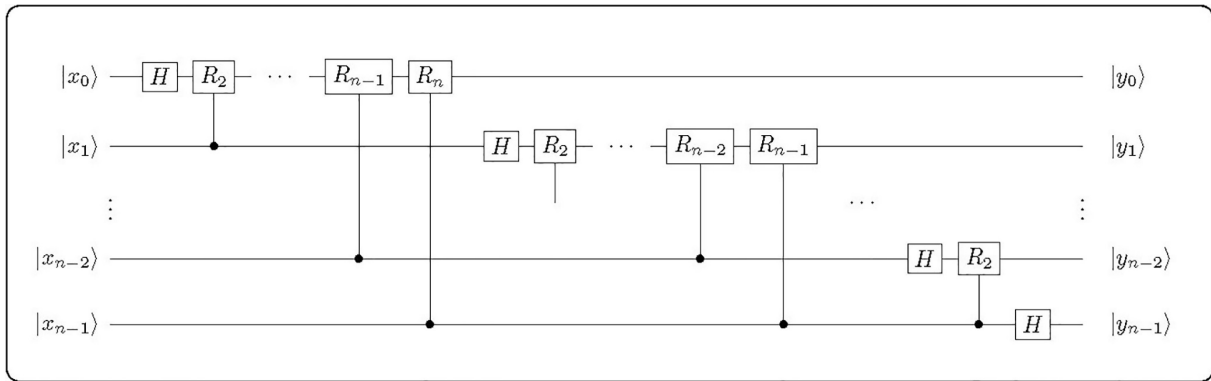 |x₀⟩ H R₂ ··· Rₙ₋₁ Rₙ |y₀⟩
|x₁⟩ H R₂ ··· Rₙ₋₂ Rₙ₋₁ |y₁⟩
⋮ ··· ⋮
|xₙ₋₂⟩ H R₂ |yₙ₋₂⟩
|xₙ₋₁⟩ H |yₙ₋₁⟩